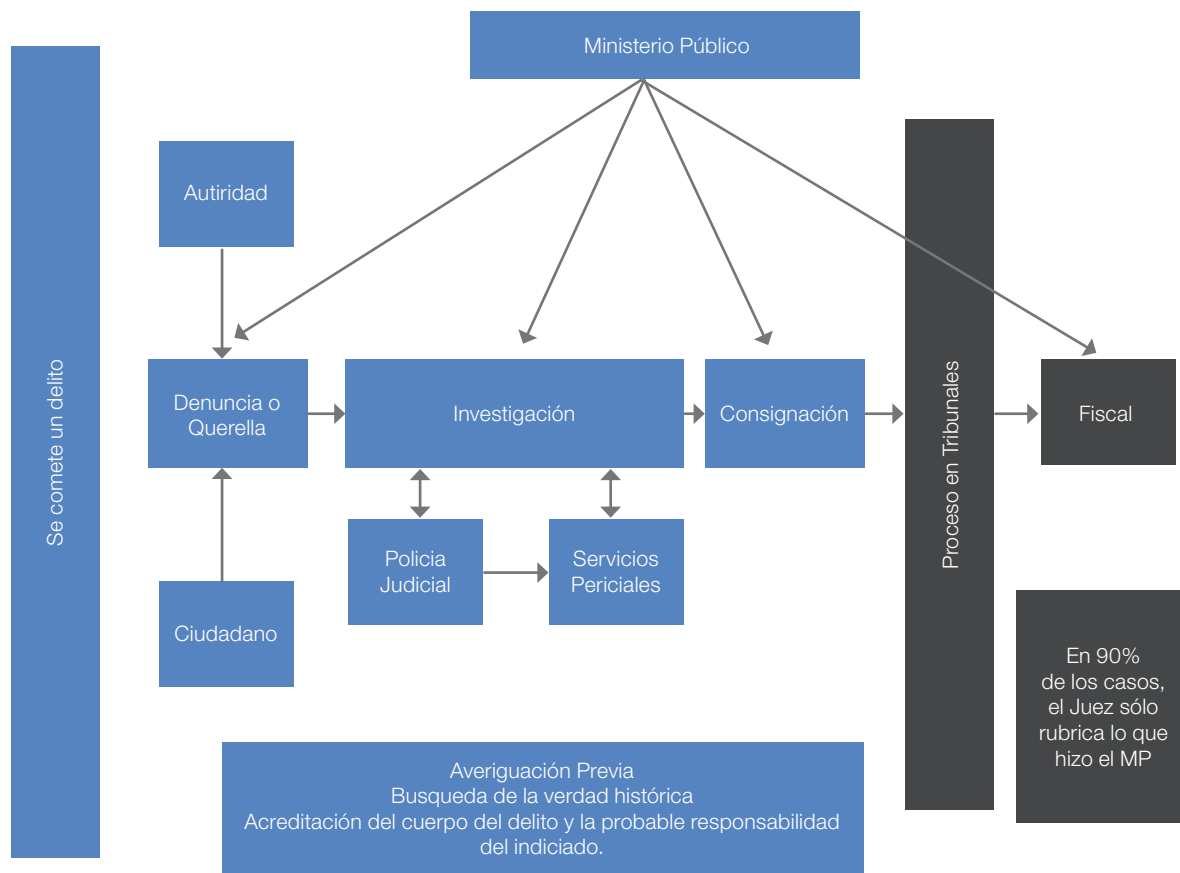 Ministerio Público
Autiridad
Se comete un delito
Denuncia o
Querella
Investigación
Consignación
Proceso en Tribunales
Fiscal
Policia
Judicial
Servicios
Periciales
Ciudadano
En 90%
de los casos,
el Juez sólo
rubrica lo que
hizo el MP
Averiguación Previa
Busqueda de la verdad histórica
Acreditación del cuerpo del delito y la probable responsabilidad
del indiciado.